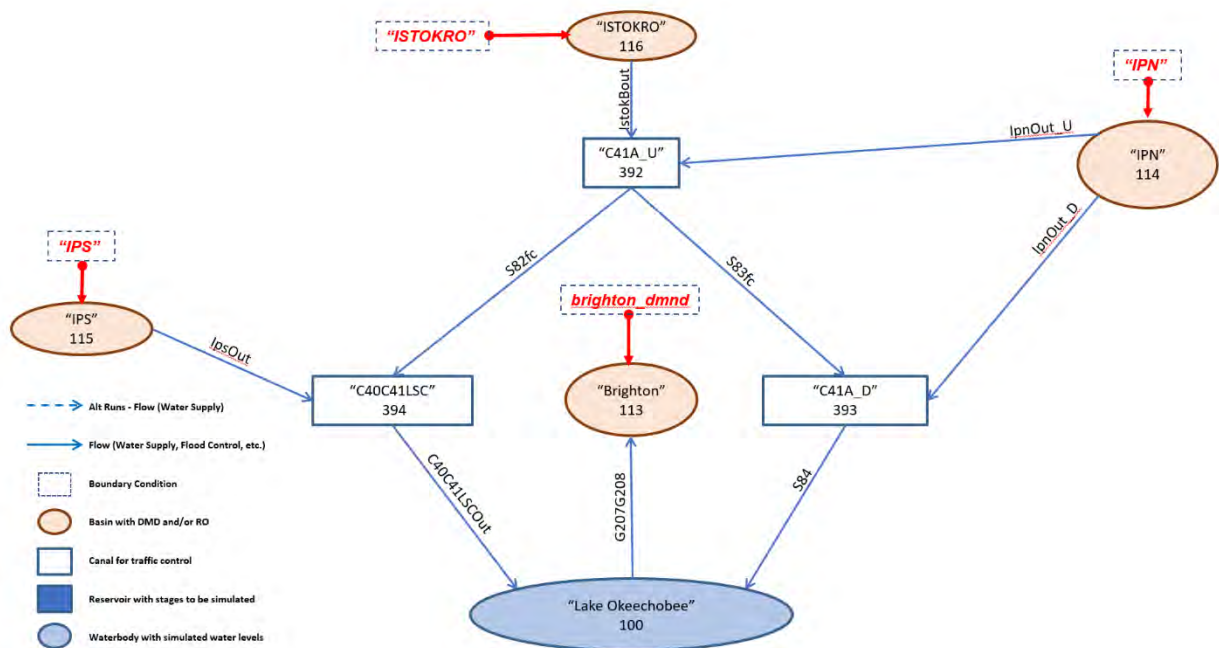 “ISTOKRO”
“ISTOKRO”
116
“IPN”
IstokBout
IpnOut_U
“C41A_U”
392
“IPN”
114
IpnOut_D
“IPS”
S82fc
S83fc
brighton_dmnd
“IPS”
115
IpsOut
“C40C41LSC”
394
“Brighton”
113
“C41A_D”
393
Alt Runs - Flow (Water Supply)
Flow (Water Supply, Flood Control, etc.)
Boundary Condition
Basin with DMD and/or RO
Canal for traffic control
Reservoir with stages to be simulated
Waterbody with simulated water levels
C40C41LSCOut
G207G208
S84
“Lake Okeechobee”
100